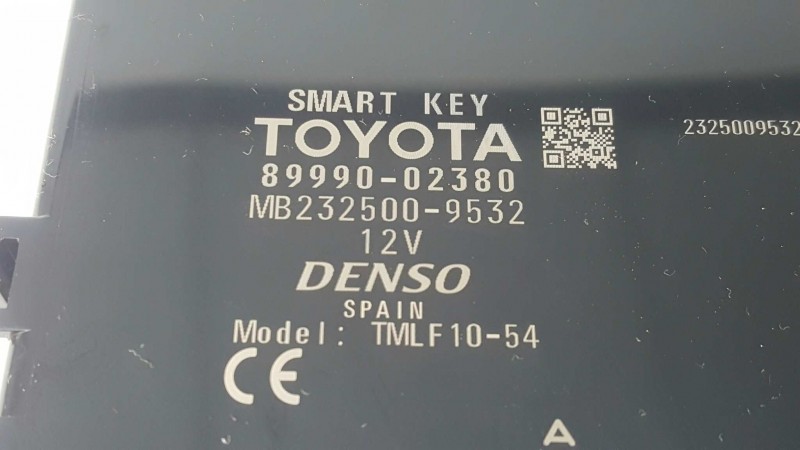 SMART KEY
TOYOTA
89990-02380
MB232500-9532
12V
DENSO
SPAIN
Model: TMLF10-54
CE
A
2325009532